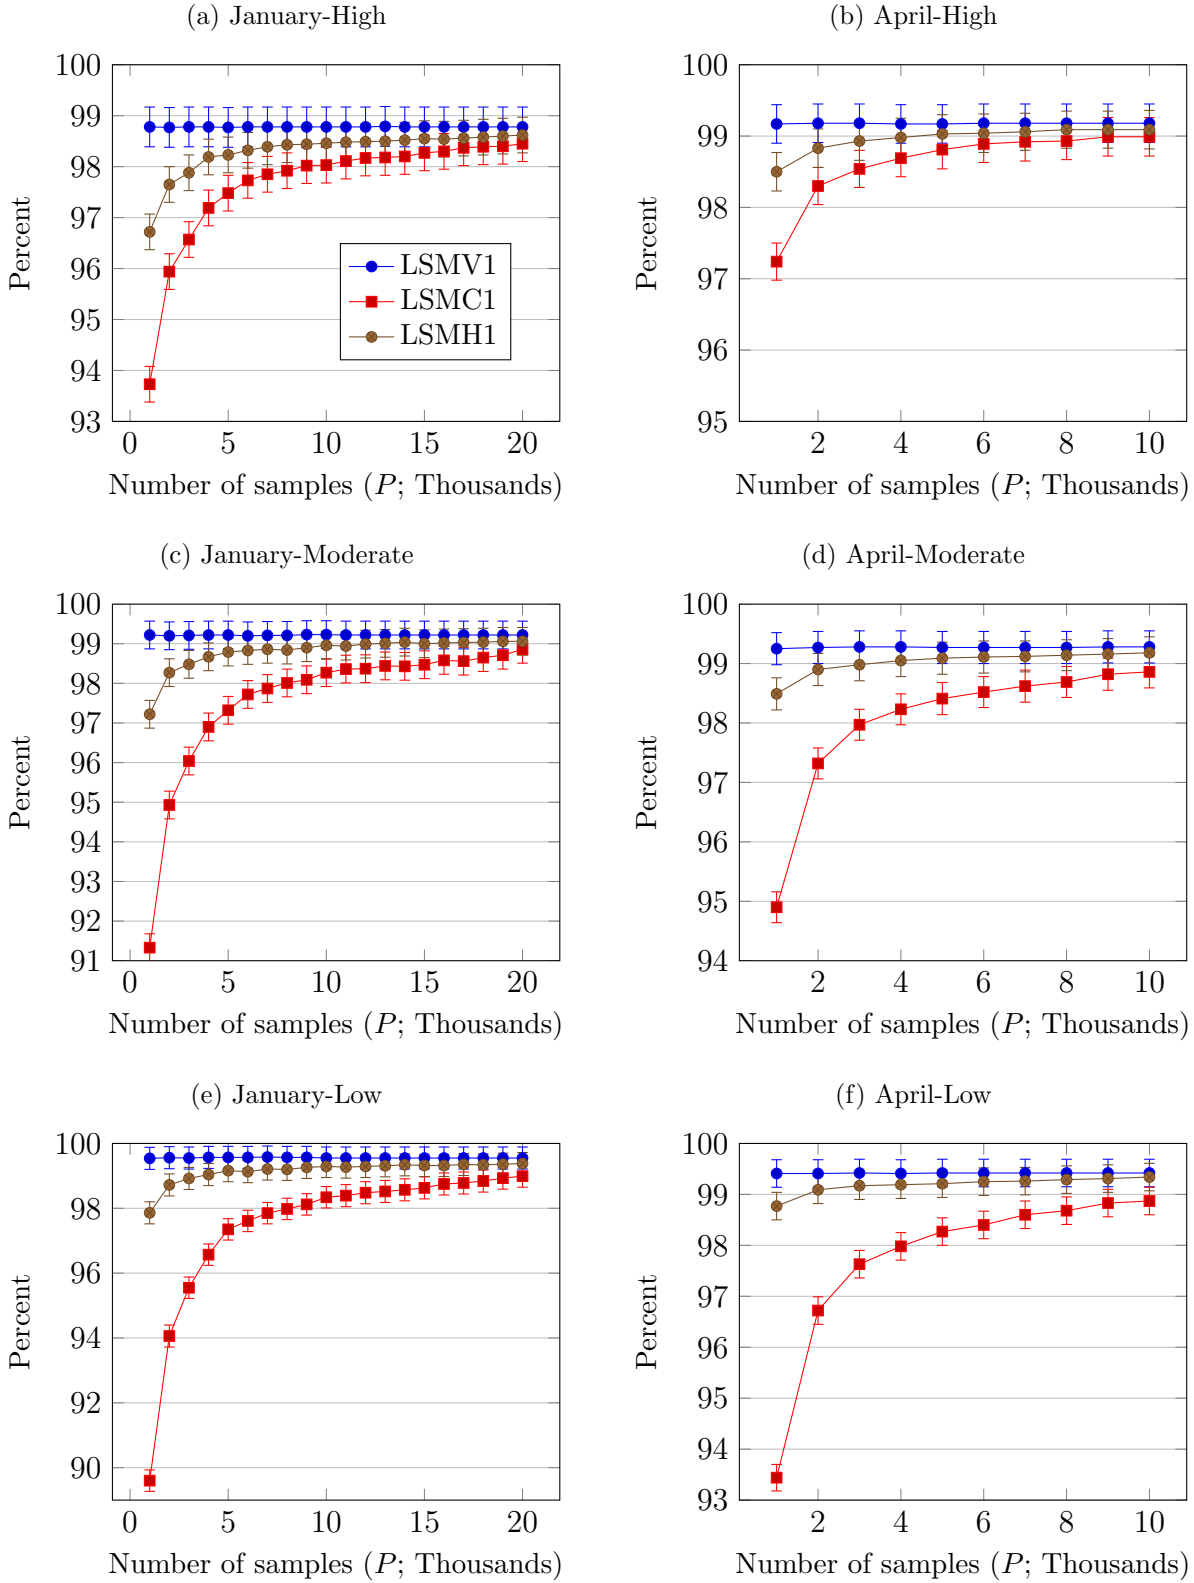 (a) January-High
(b) April-High
100
99
98
97
96
95
94
93
Percent
0 5 10 15 20
Number of samples (P; Thousands)
LSMV1
LSMC1
LSMH1
100
99
98
97
96
95
Percent
2 4 6 8 10
Number of samples (P; Thousands)
(c) January-Moderate
(d) April-Moderate
100
99
98
97
96
95
94
93
92
91
Percent
0 5 10 15 20
Number of samples (P; Thousands)
100
99
98
97
96
95
94
Percent
2 4 6 8 10
Number of samples (P; Thousands)
(e) January-Low
(f) April-Low
100
98
96
94
92
90
Percent
0 5 10 15 20
Number of samples (P; Thousands)
100
99
98
97
96
95
94
93
Percent
2 4 6 8 10
Number of samples (P; Thousands)